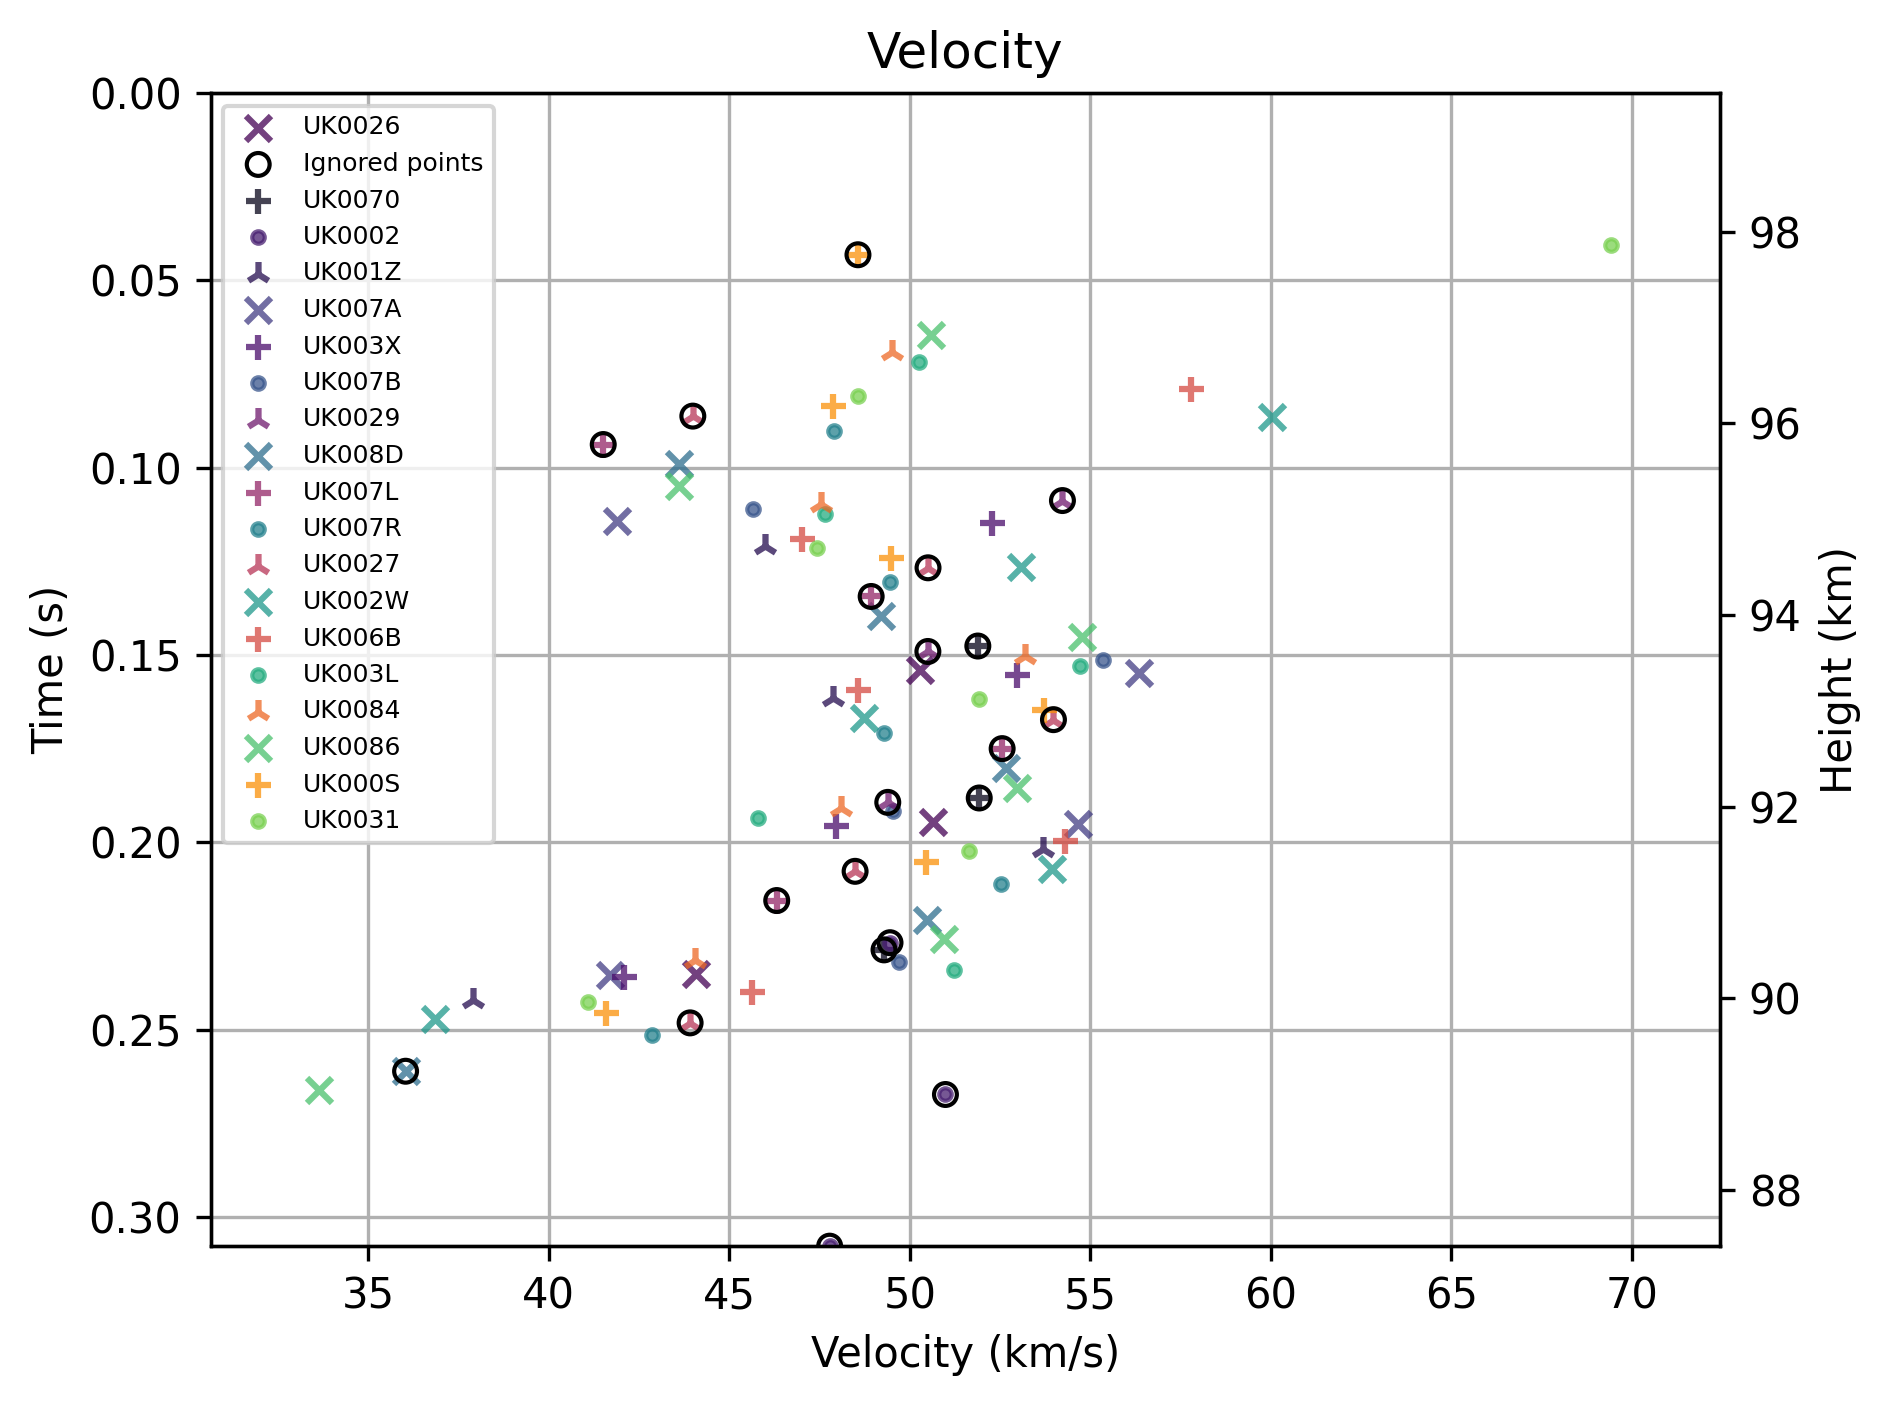 Velocity
0.00
0.05
0.10
0.15
0.20
0.25
0.30
Time (s)
UK0026
Ignored points
UK0070
UK0002
UK001Z
UK007A
UK003X
UK007B
UK0029
UK008D
UK007L
UK007R
UK0027
UK002W
UK006B
UK003L
UK0084
UK0086
UK000S
UK0031
98
96
94
92
90
88
Height (km)
35 40 45 50 55 60 65 70
Velocity (km/s)